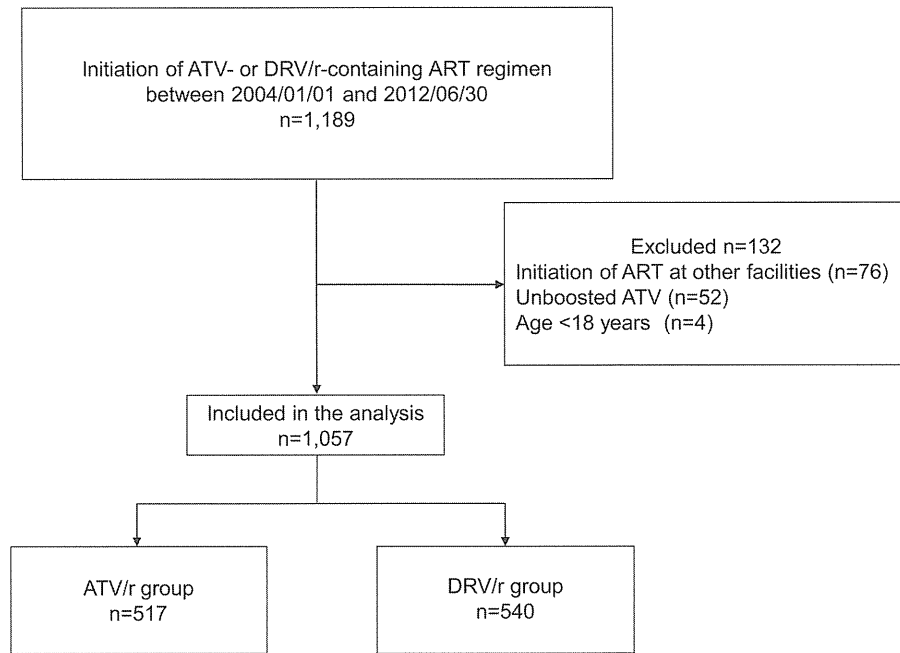 Initiation of ATV- or DRV/r-containing ART regimen
between 2004/01/01 and 2012/06/30
n=1,189
Excluded n=132
Initiation of ART at other facilities (n=76)
Unboosted ATV (n=52)
Age <18 years (n=4)
Included in the analysis
n=1,057
ATV/r group
n=517
DRV/r group
n=540